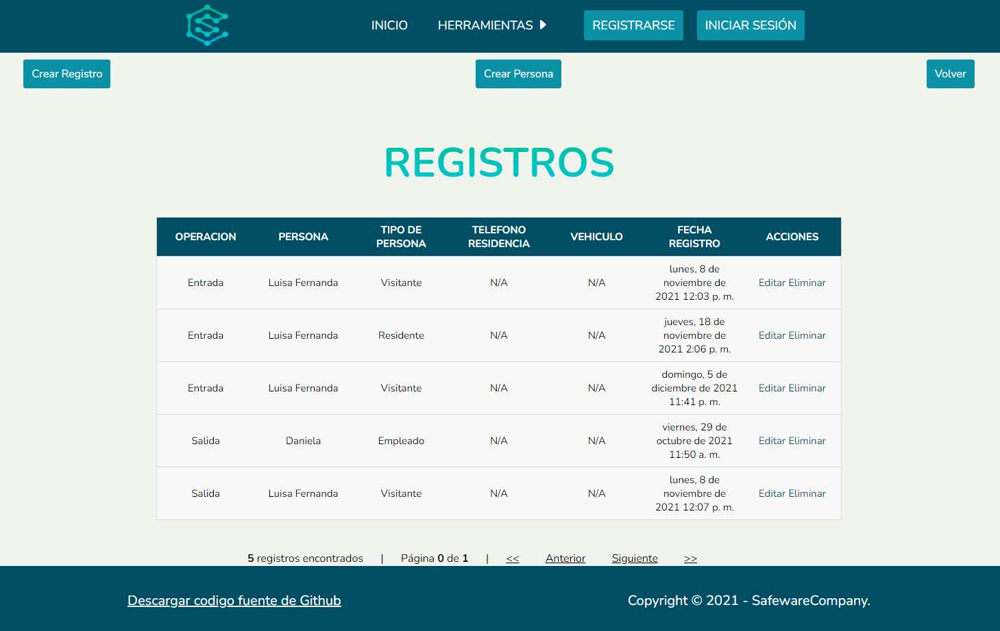 INICIO HERRAMIENTAS REGISTRARSE INICIAR SESIÓN
Crear Registro Crear Persona Volver
REGISTROS
OPERACION PERSONA TIPO DE PERSONA TELEFONO RESIDENCIA VEHICULO FECHA REGISTRO ACCIONES
Entrada Luisa Fernanda Visitante N/A N/A lunes, 8 de noviembre de 2021 12:03 p. m. Editar Eliminar
Entrada Luisa Fernanda Residente N/A N/A jueves, 18 de noviembre de 2021 2:06 p. m. Editar Eliminar
Entrada Luisa Fernanda Visitante N/A N/A domingo, 5 de diciembre de 2021 11:41 p. m. Editar Eliminar
Salida Daniela Empleado N/A N/A viernes, 29 de octubre de 2021 11:50 a. m. Editar Eliminar
Salida Luisa Fernanda Visitante N/A N/A lunes, 8 de noviembre de 2021 12:07 p. m. Editar Eliminar
5 registros encontrados | Página 0 de 1 | << Anterior Siguiente >>
Descargar codigo fuente de Github Copyright © 2021 - SafewareCompany.